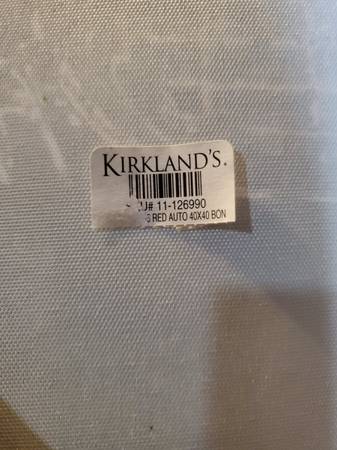 KIRKLAND'S.
U# 11-126990
S RED AUTO 40X40 BON